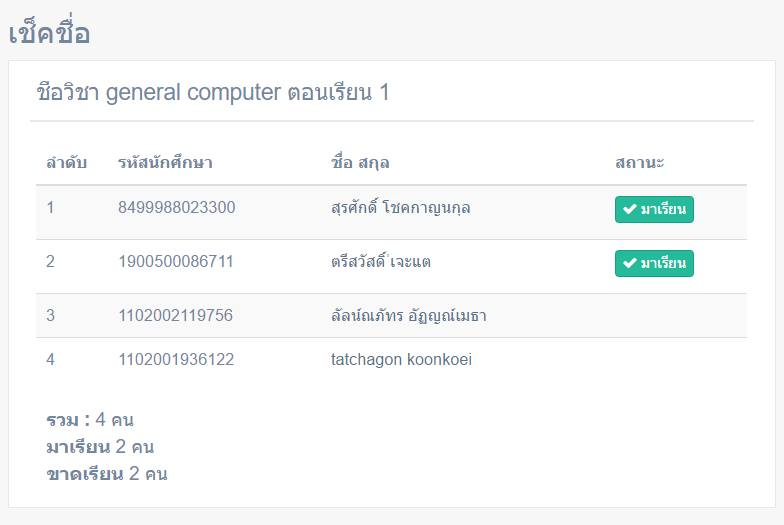 เช็คชื่อ
ชื่อวิชา general computer ตอนเรียน 1
ลำดับ รหัสนักศึกษา ชื่อ สกุล สถานะ
1 8499988023300 สุรศักดิ์ โชคกาญนกุล มาเรียน
2 1900500086711 ตรีสวัสดิ์ ่เจะแต มาเรียน
3 1102002119756 ลัลน์ณภัทร อัฏญณ์เมธา
4 1102001936122 tatchagon koonkoei
รวม : 4 คน
มาเรียน 2 คน
ขาดเรียน 2 คน